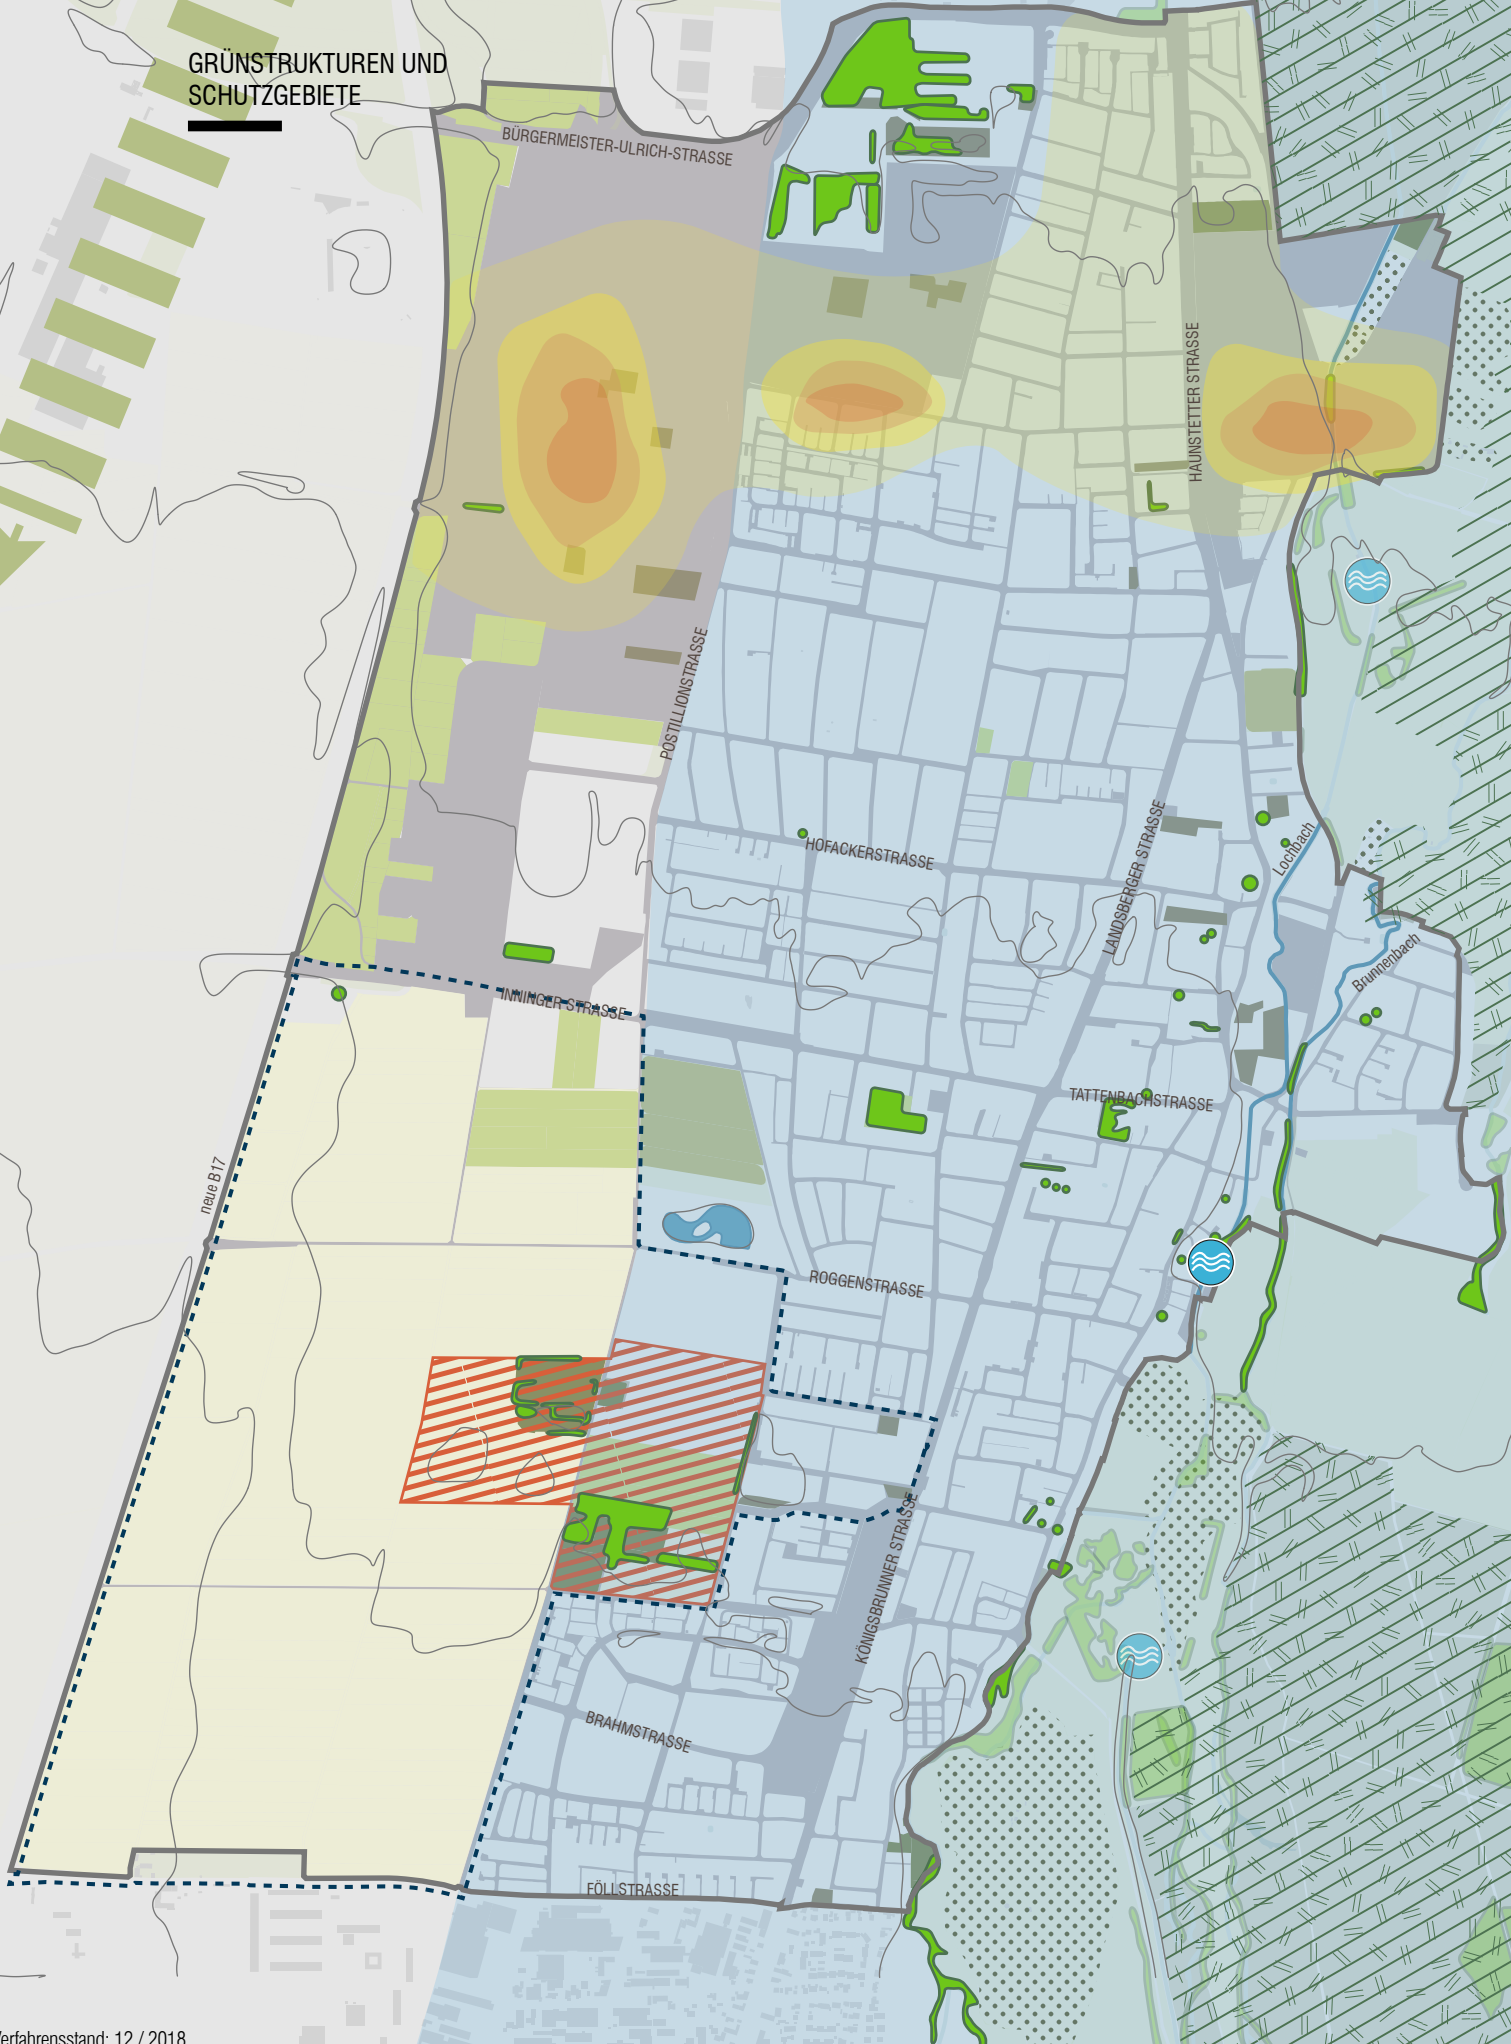 GRÜNSTRUKTUREN UND
SCHUTZGEBIETE
BÜRGERMEISTER-ULRICH-STRASSE
HAUNSTETTER STRASSE
POSTILLIONSTRASSE
HOFACKERSTRASSE
LANDSBERGER STRASSE
Lochbach
Brunnenbach
INNINGER STRASSE
TATTENBACHSTRASSE
neue B17
ROGGENSTRASSE
KÖNIGSBRUNNER STRASSE
BRAHMSTRASSE
FÖLLSTRASSE
erfahrensstand: 12 / 2018